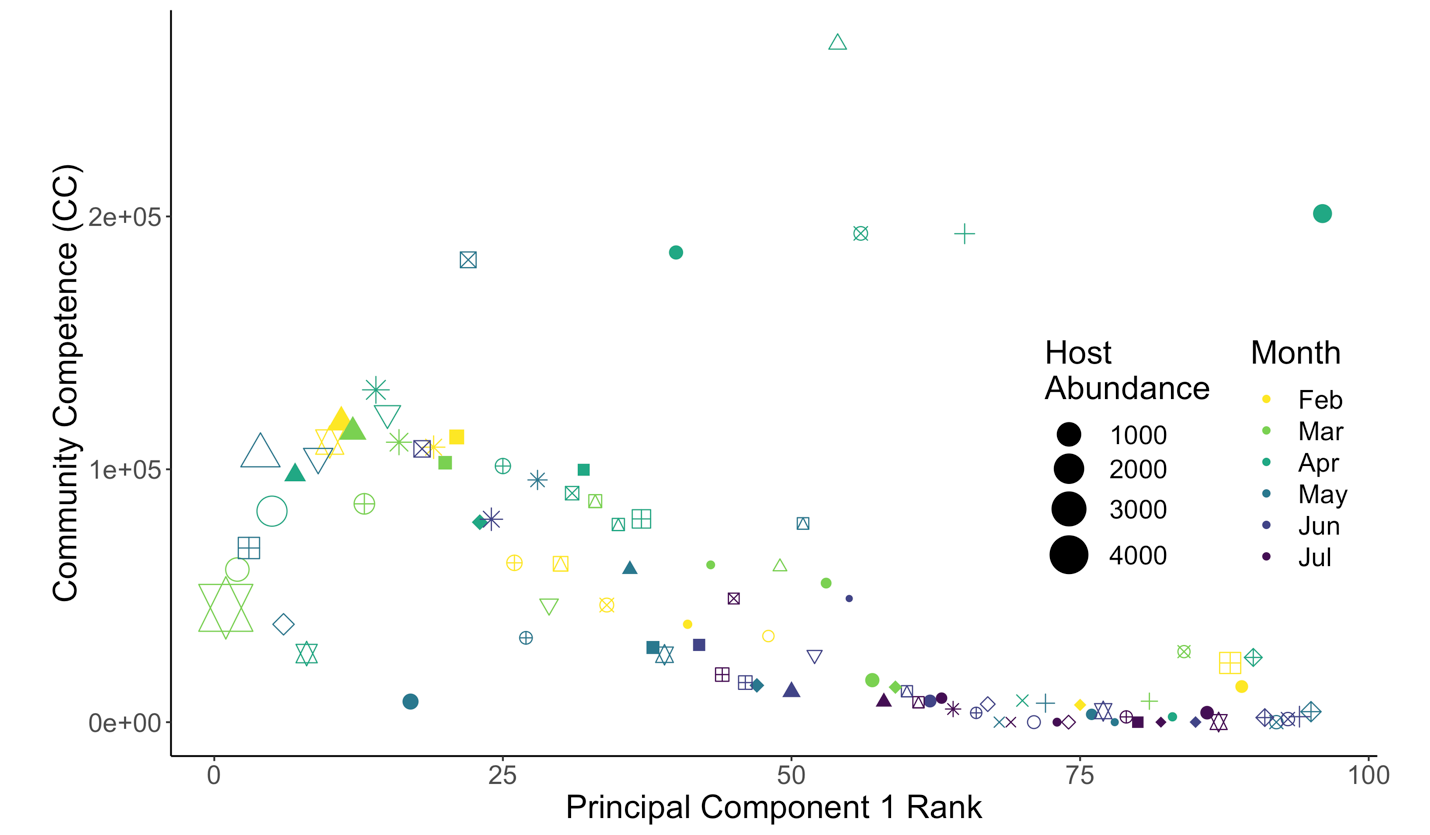 Community Competence (CC)
2e+05
1e+05
0e+00
0
25
50
75
100
Principal Component 1 Rank
Host
Abundance
1000
2000
3000
4000
Month
Feb
Mar
Apr
May
Jun
Jul